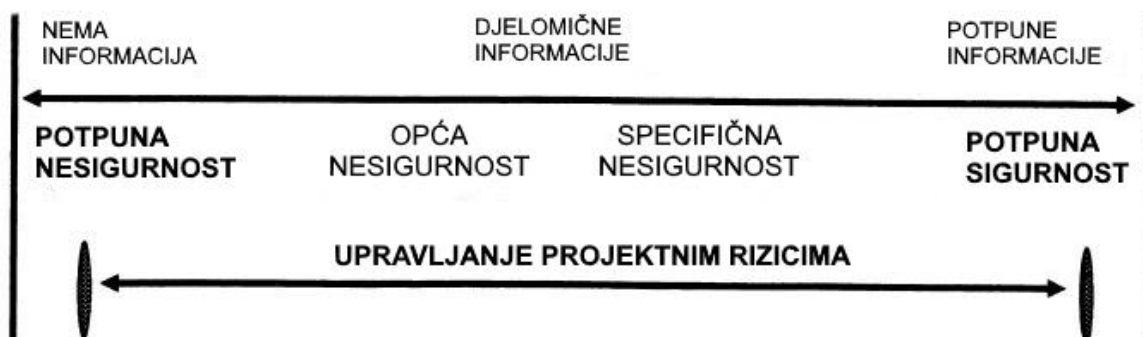 NEMA
INFORMACIJA
DJELOMIČNE
INFORMACIJE
POTPUNE
INFORMACIJE
POTPUNA
NESIGURNOST
OPĆA
NESIGURNOST
SPECIFIČNA
NESIGURNOST
POTPUNA
SIGURNOST
UPRAVLJANJE PROJEKTNIM RIZICIMA